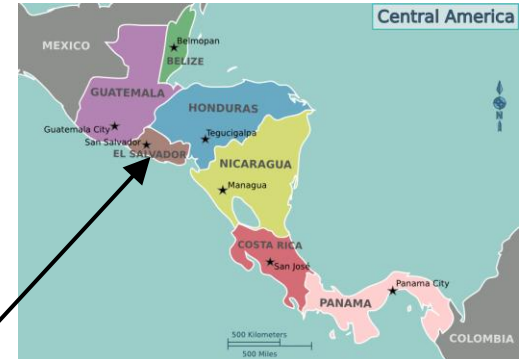 Central America
MEXICO
Belmopan
BELIZE
GUATEMALA
HONDURAS
Guatemala City
Tegucigalpa
San Salvador
EL SALVADOR
NICARAGUA
Managua
COSTA RICA
San José
Panama City
PANAMA
COLOMBIA
500 Kilometers
500 Miles
N